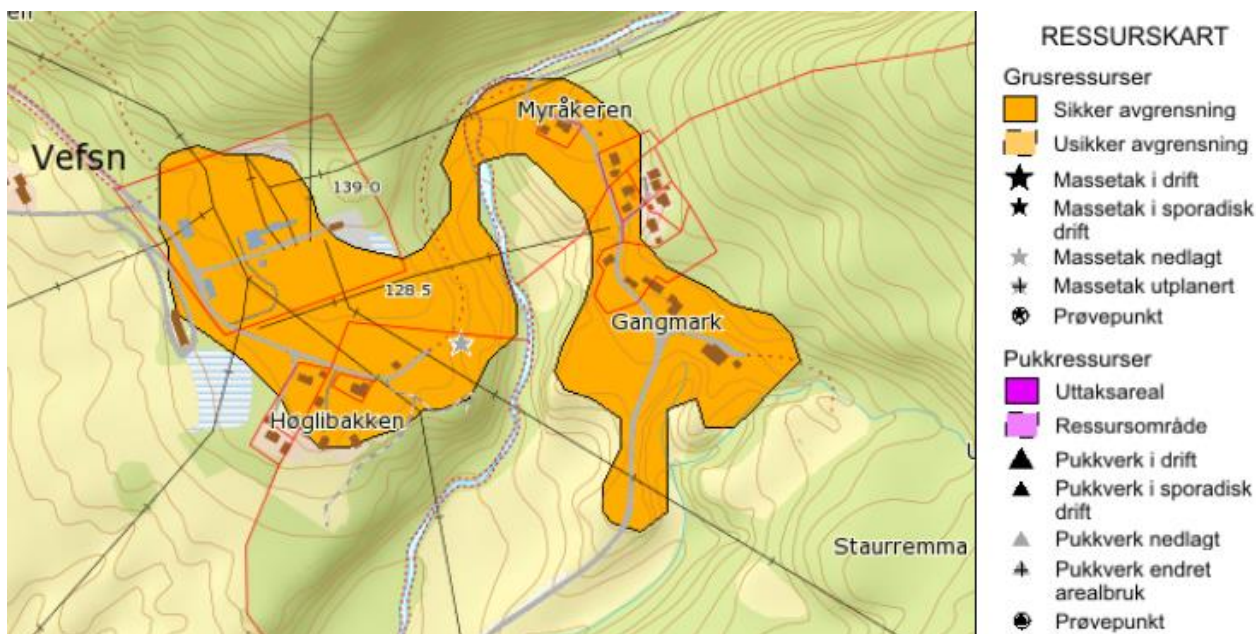 Vefsn
Myråkeren
139.0
128.5
Gangmark
Høglibakken
Staurremma
RESSURSKART
Grusressurser
Sikker avgrensning
Usikker avgrensning
Massetak i drift
Massetak i sporadisk
drift
Massetak nedlagt
Massetak utplanert
Prøvepunkt
Pukkressurser
Uttaksareal
Ressursområde
Pukkverk i drift
Pukkverk i sporadisk
drift
Pukkverk nedlagt
Pukkverk endret
arealbruk
Prøvepunkt